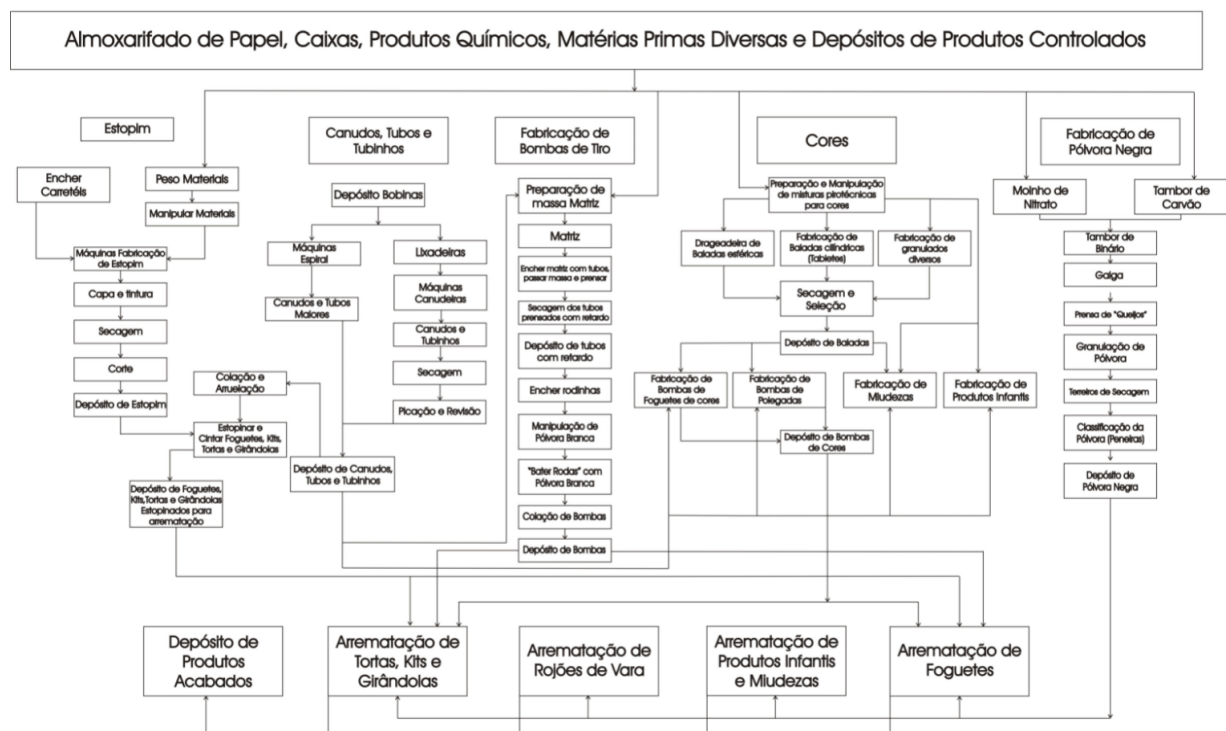 Almoxarifado de Papel, Caixas, Produtos Químicos, Matérias Primas Diversas e Depósitos de Produtos Controlados
Estopim
Encher
Carretéis
Peso Materiais
Manipular Materiais
Máquinas Fabricação
de Estopim
Capa e tintura
Secagem
Corte
Depósito de Estopim
Colação e
Arruelação
Estopinar e
Cintar Foguetes, Kits,
Tortas e Girândolas
Depósito de Foguetes,
Kits,Tortas e Girândolas
Estopinados para
arrematação
Canudos, Tubos e
Tubinhos
Depósito Bobinas
Máquinas
Espiral
Canudos e Tubos
Maiores
Lixadeiras
Máquinas
Canudeiras
Canudos e
Tubinhos
Secagem
Picação e Revisão
Depósito de Canudos,
Tubos e Tubinhos
Fabricação de
Bombas de Tiro
Preparação de
massa Matriz
Matriz
Encher matriz com tubos,
passar massa e prensar
Secagem dos tubos
prensados com retardo
Depósito de tubos
com retardo
Encher rodinhas
Manipulação de
Pólvora Branca
"Bater Rodas" com
Pólvora Branca
Colação de Bombas
Depósito de Bombas
Cores
Preparação e Manipulação
de misturas pirotécnicas
para cores
Drageadeira de
Baladas esféricas
Fabricação de
Baladas cilíndricas
(Tabletes)
Fabricação de
granulados
diversos
Secagem e
Seleção
Depósito de Baladas
Fabricação de
Bombas de
Foguetes de cores
Fabricação de
Bombas de
Polegadas
Fabricação de
Miudezas
Fabricação de
Produtos Infantis
Depósito de Bombas
de Cores
Fabricação de
Pólvora Negra
Moinho de
Nitrato
Tambor de
Carvão
Tambor de
Binário
Galga
Prensa de "Queijos"
Granulação de
Pólvora
Terreiros de Secagem
Classificação da
Pólvora (Peneiras)
Depósito de
Pólvora Negra
Depósito de
Produtos
Acabados
Arrematação de
Tortas, Kits e
Girândolas
Arrematação de
Rojões de Vara
Arrematação de
Produtos Infantis
e Miudezas
Arrematação de
Foguetes